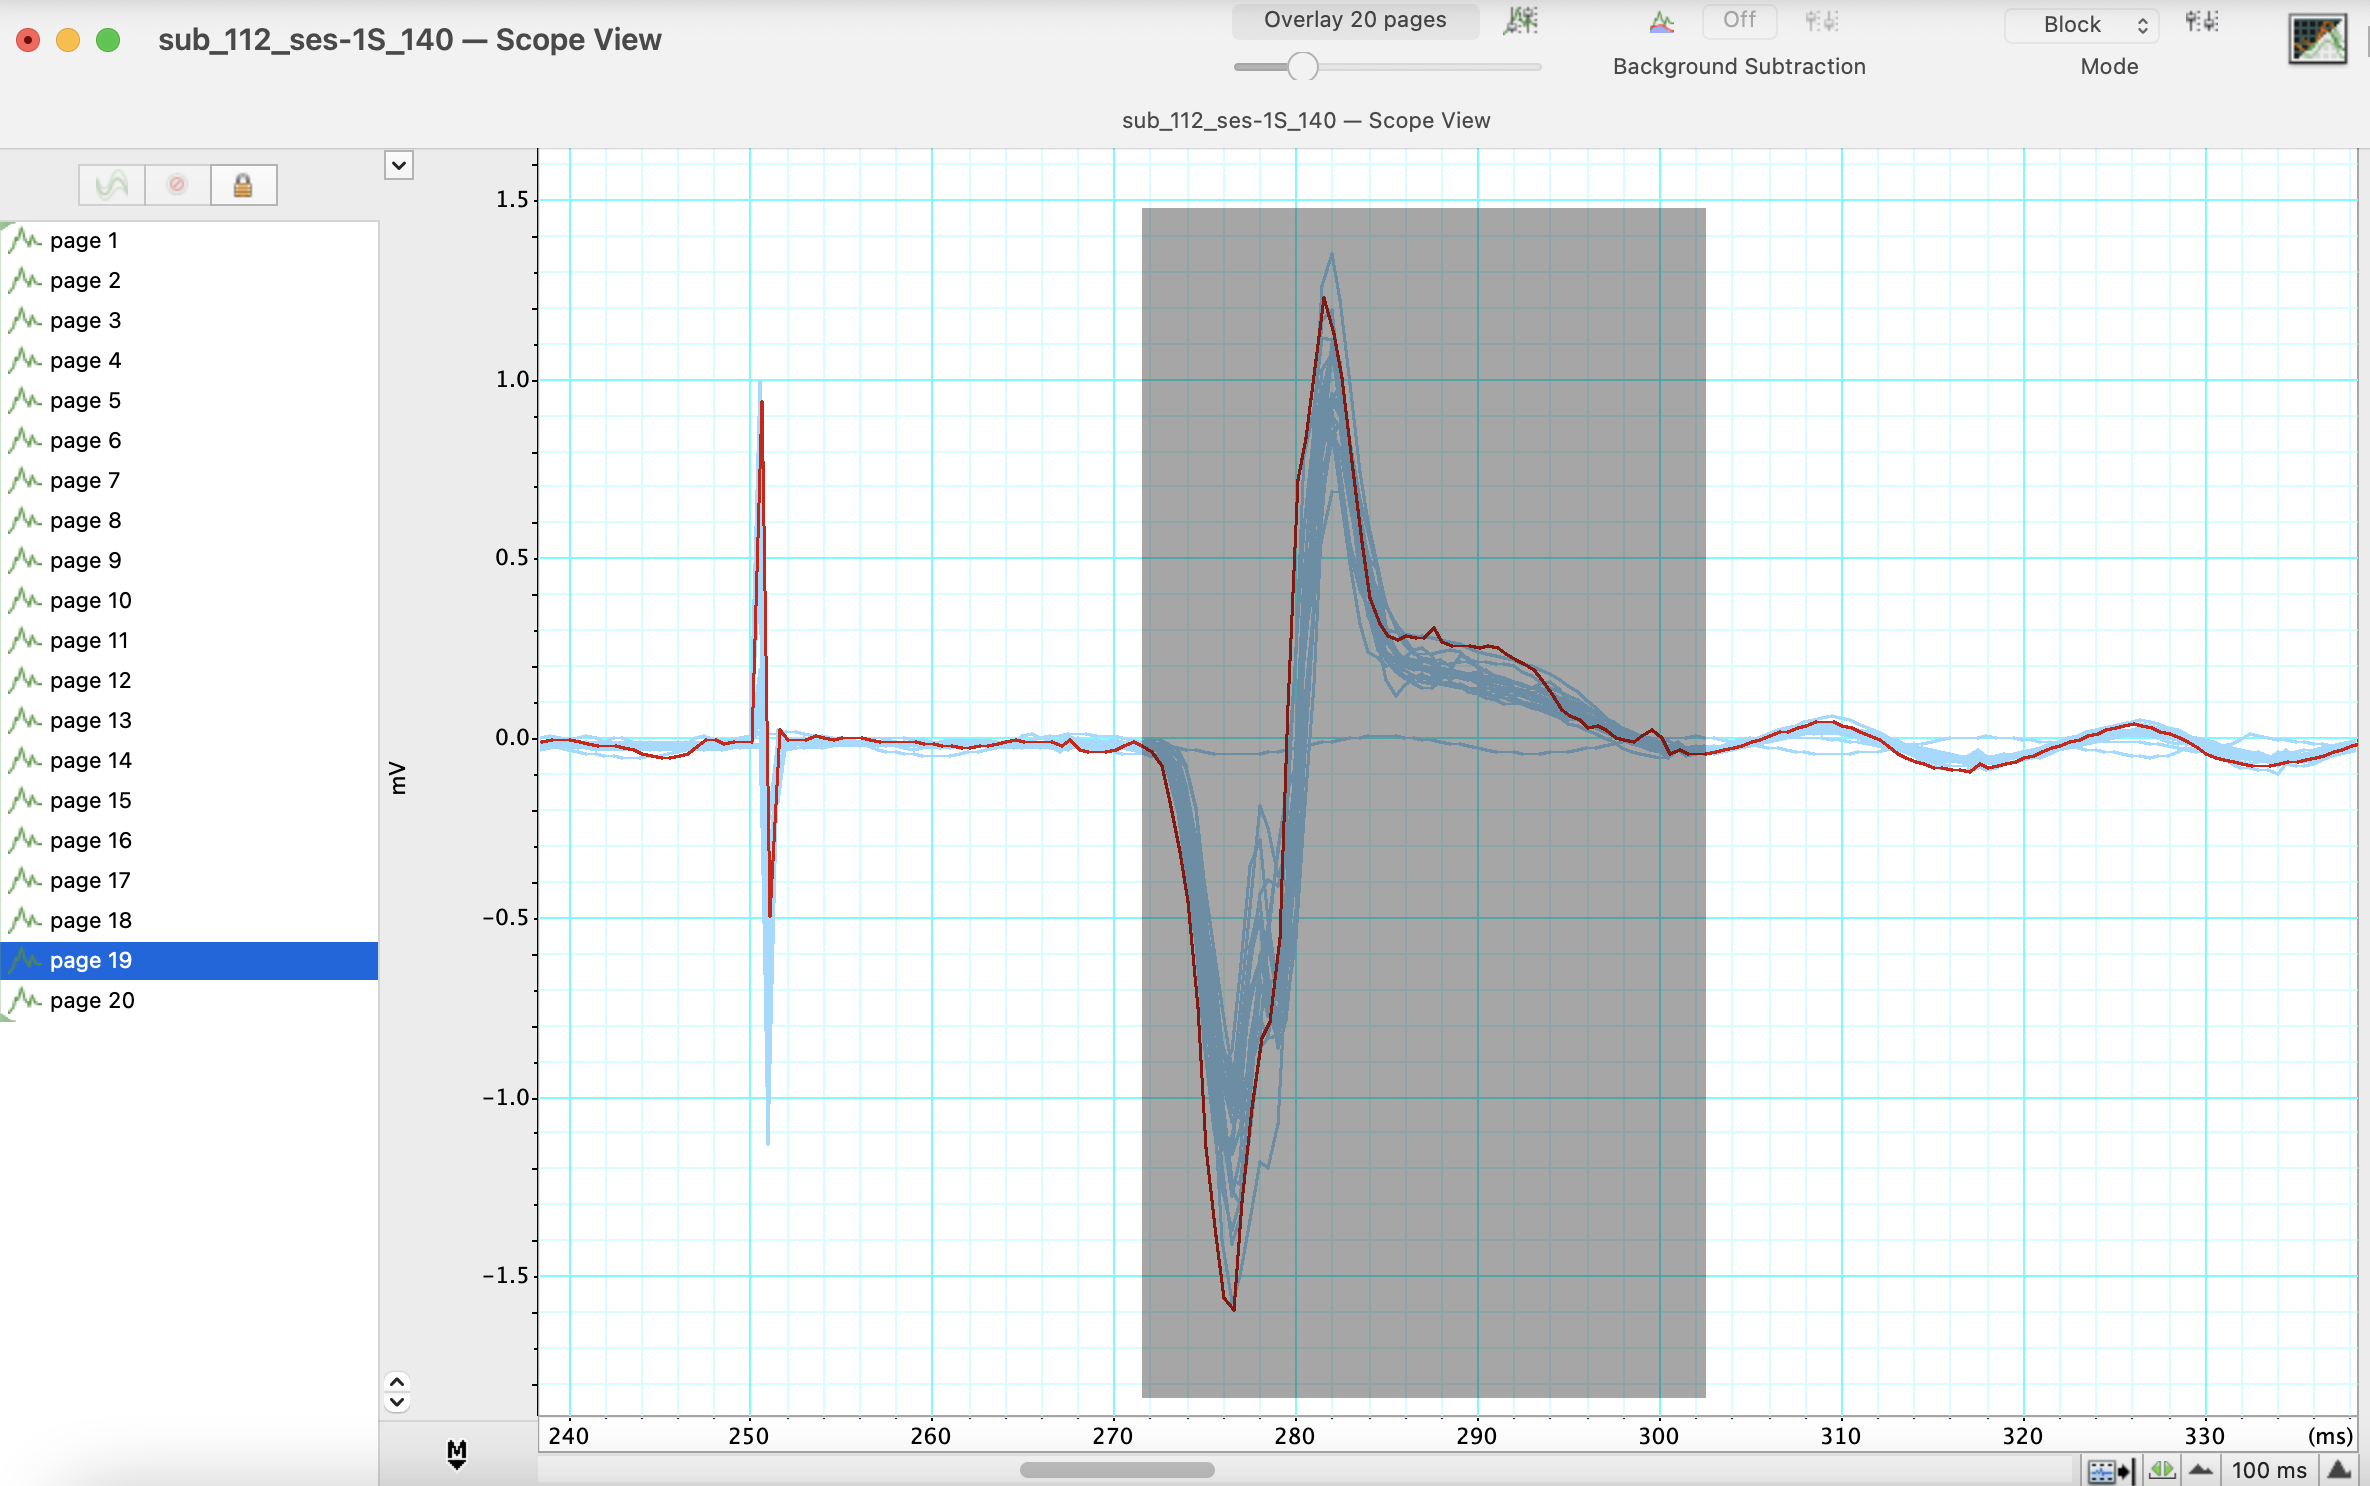 sub_112_ses-1S_140 — Scope View
Overlay 20 pages
Off
Background Subtraction
Block
Mode
sub_112_ses-1S_140 — Scope View
page 1
page 2
page 3
page 4
page 5
page 6
page 7
page 8
page 9
page 10
page 11
page 12
page 13
page 14
page 15
page 16
page 17
page 18
page 19
page 20
mV
1.5
1.0
0.5
0.0
−0.5
−1.0
−1.5
M
240 250 260 270 280 290 300 310 320 330 (ms)
100 ms